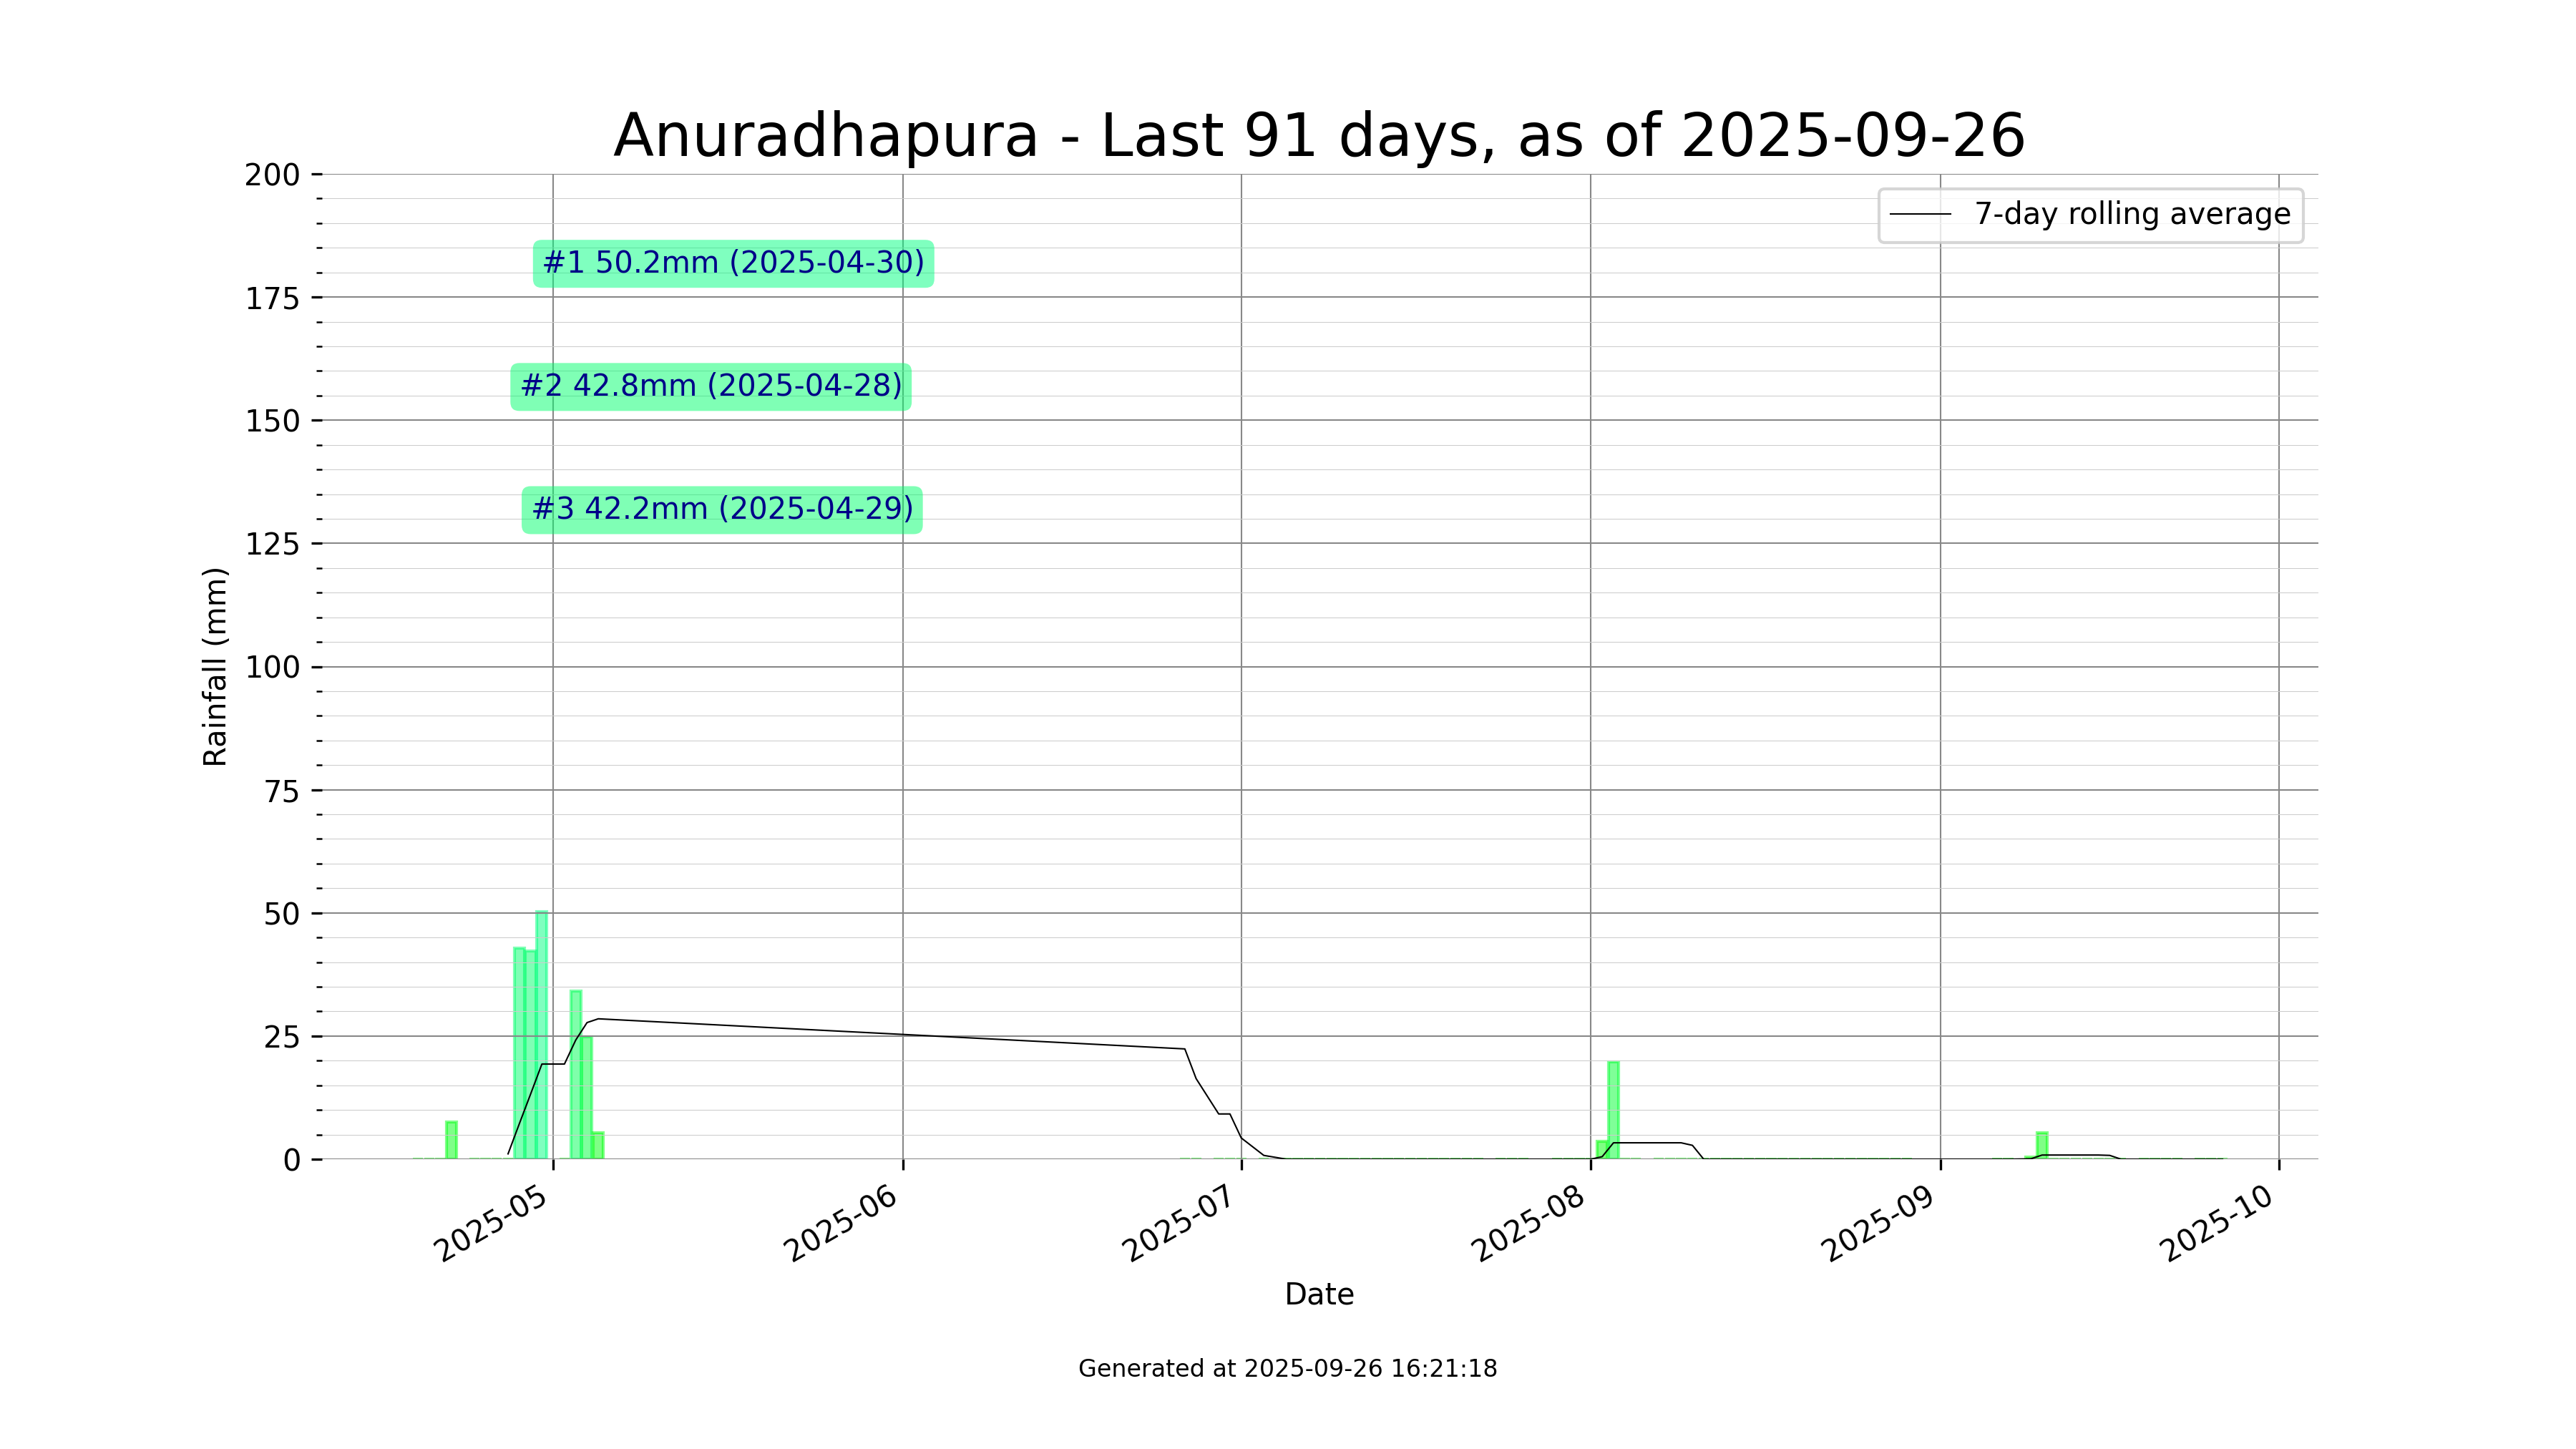 Anuradhapura - Last 91 days, as of 2025-09-26
200
175
150
125
100
75
50
25
0
Rainfall (mm)
7-day rolling average
#1 50.2mm (2025-04-30)
#2 42.8mm (2025-04-28)
#3 42.2mm (2025-04-29)
2025-05
2025-06
2025-07
2025-08
2025-09
2025-10
Date
Generated at 2025-09-26 16:21:18